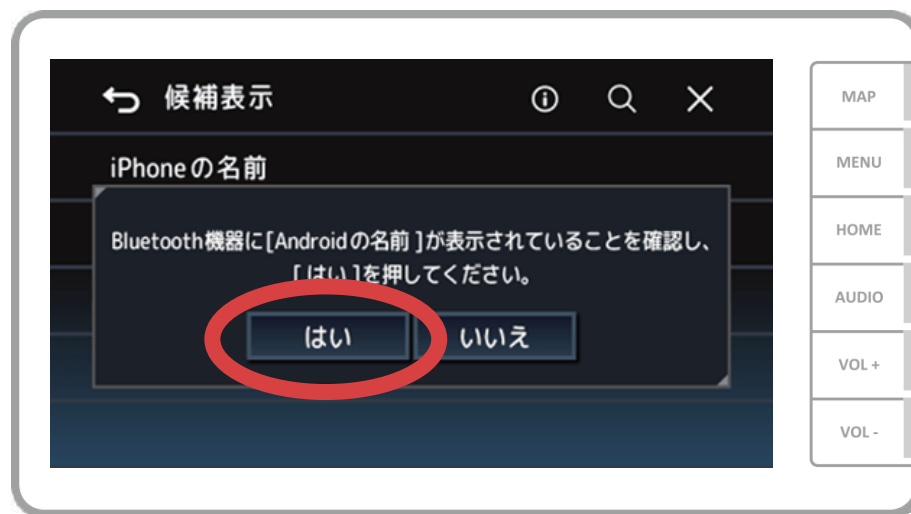 候補表示
iPhoneの名前
Bluetooth機器に[Androidの名前 ]が表示されていることを確認し、
[ はい ]を押してください。
はい
いいえ
MAP
MENU
HOME
AUDIO
VOL +
VOL -